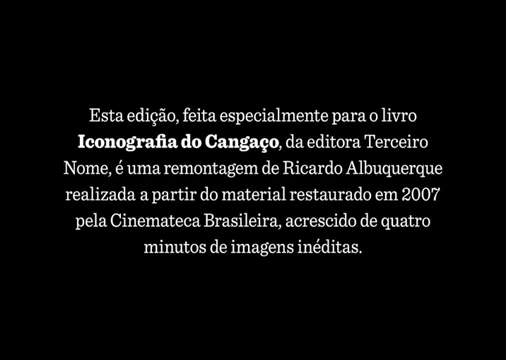 Esta edição, feita especialmente para o livro
Iconografia do Cangaço, da editora Terceiro
Nome, é uma remontagem de Ricardo Albuquerque
realizada a partir do material restaurado em 2007
pela Cinemateca Brasileira, acrescido de quatro
minutos de imagens inéditas.